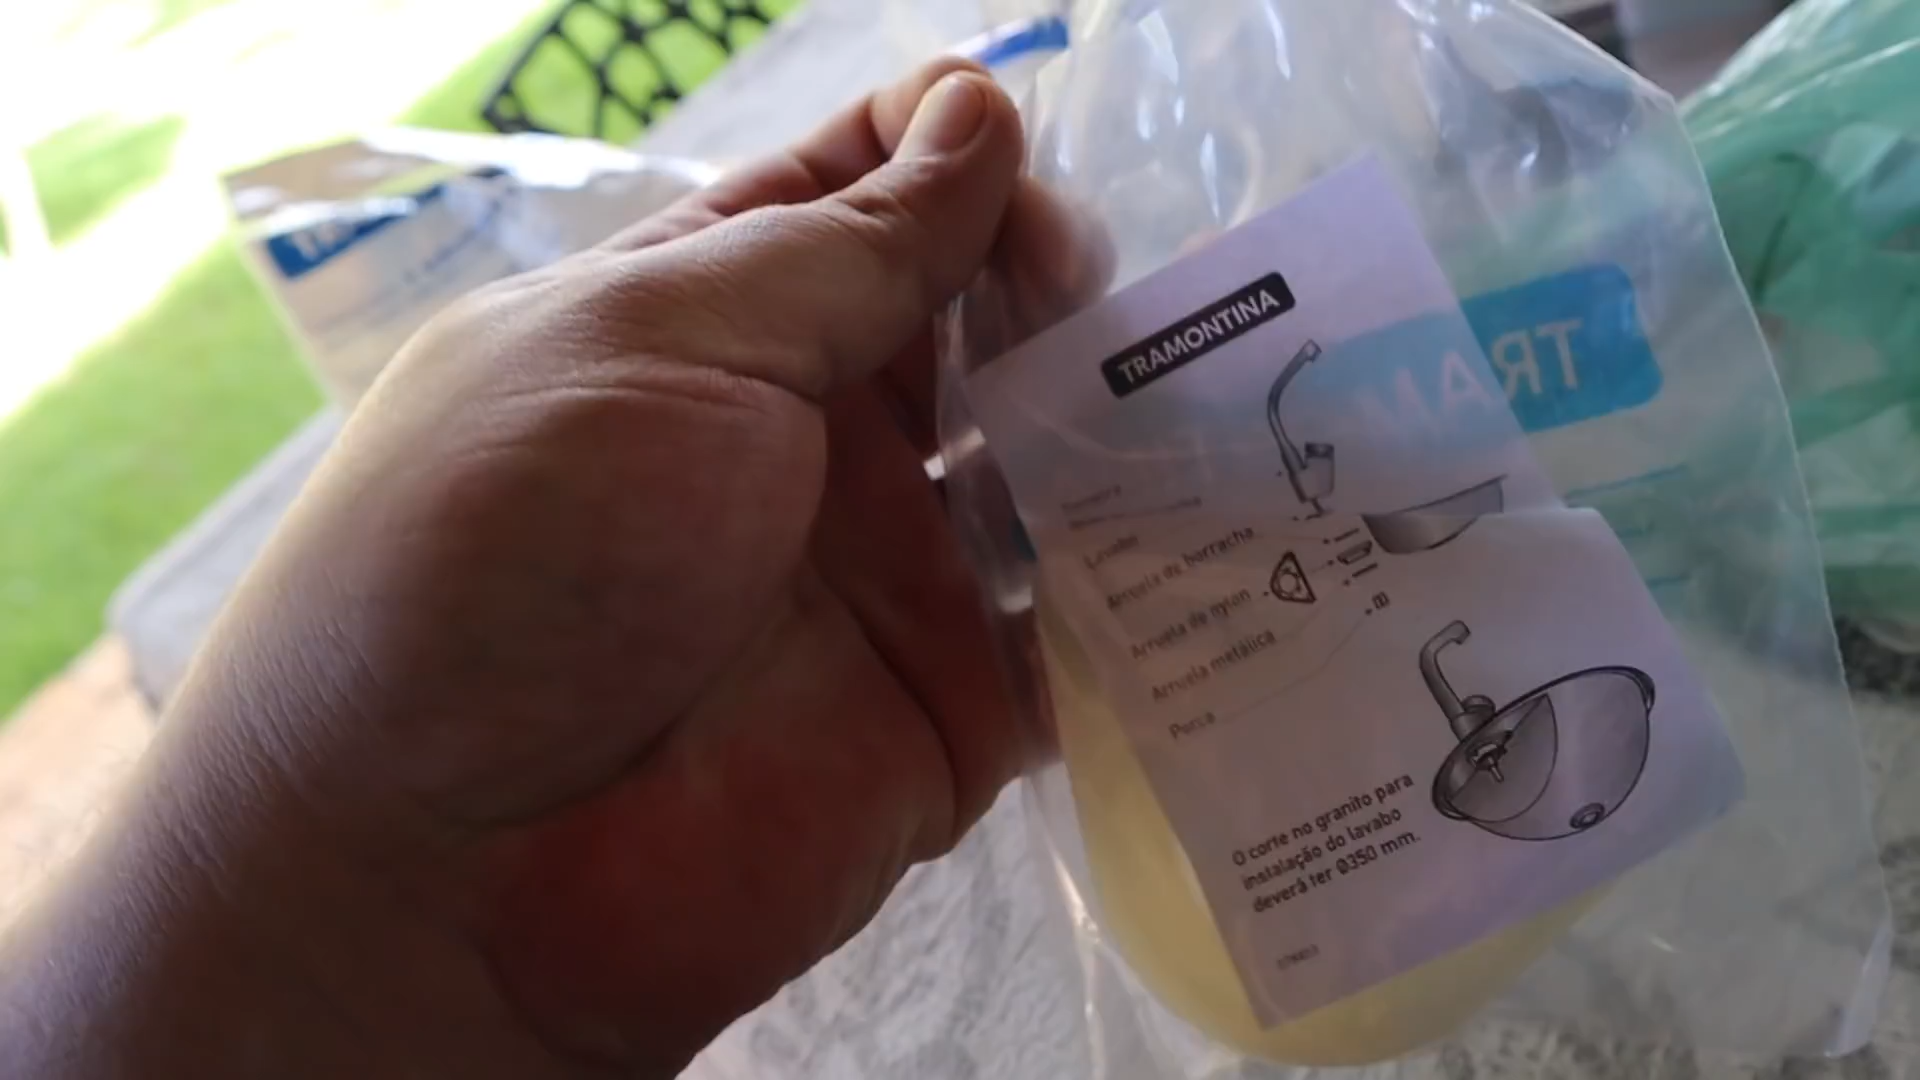 TRAMONTINA
TRAM
Lavabo
Arruela de borracha
Arruela de nylon
Arruela metálica
Porca
O corte no granito para
instalação do lavabo
deverá ter Ø350 mm.